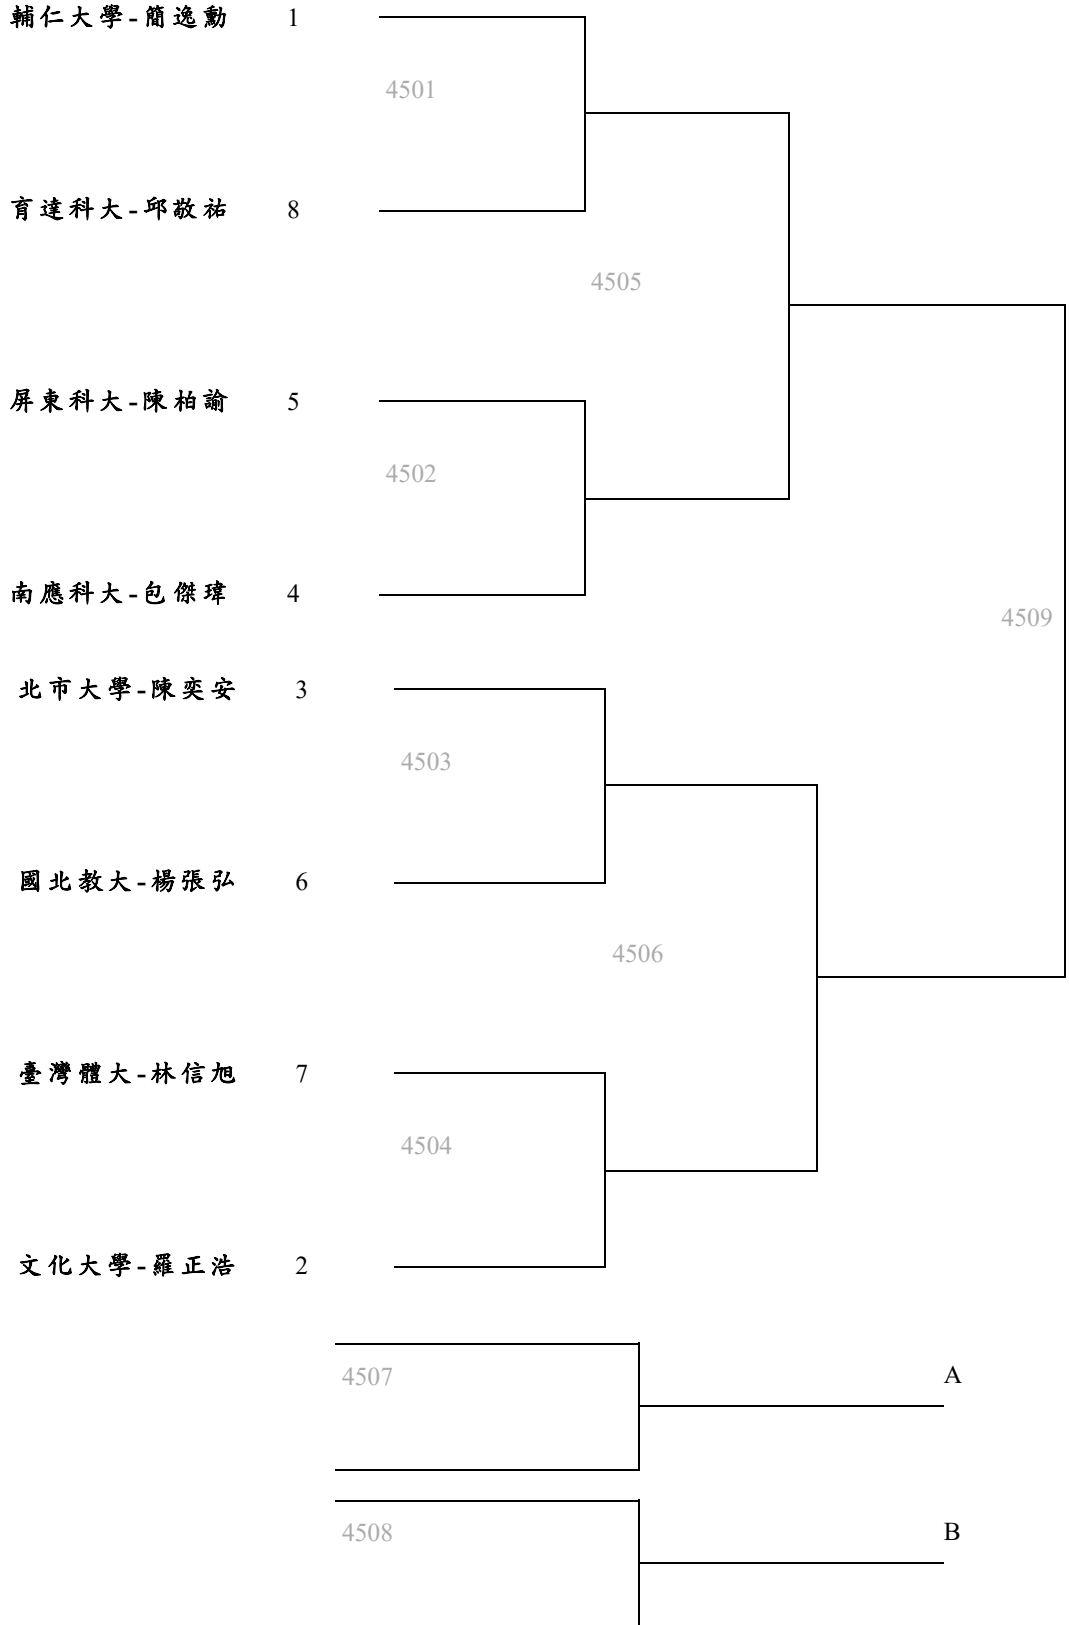 輔仁大學-簡逸勳 1
4501
育達科大-邱敬祐 8
4505
屏東科大-陳柏諭 5
4502
南應科大-包傑瑋 4
4509
北市大學-陳奕安 3
4503
國北教大-楊張弘 6
4506
臺灣體大-林信旭 7
4504
文化大學-羅正浩 2
4507 A
4508 B